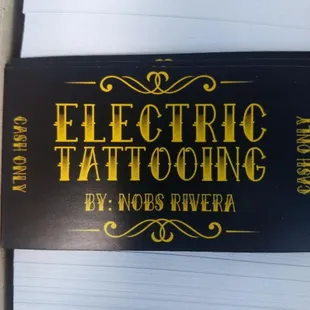 CASH ONLY
ELECTRIC
TATTOOING
BY: NOBS RIVERA
CASH ONLY